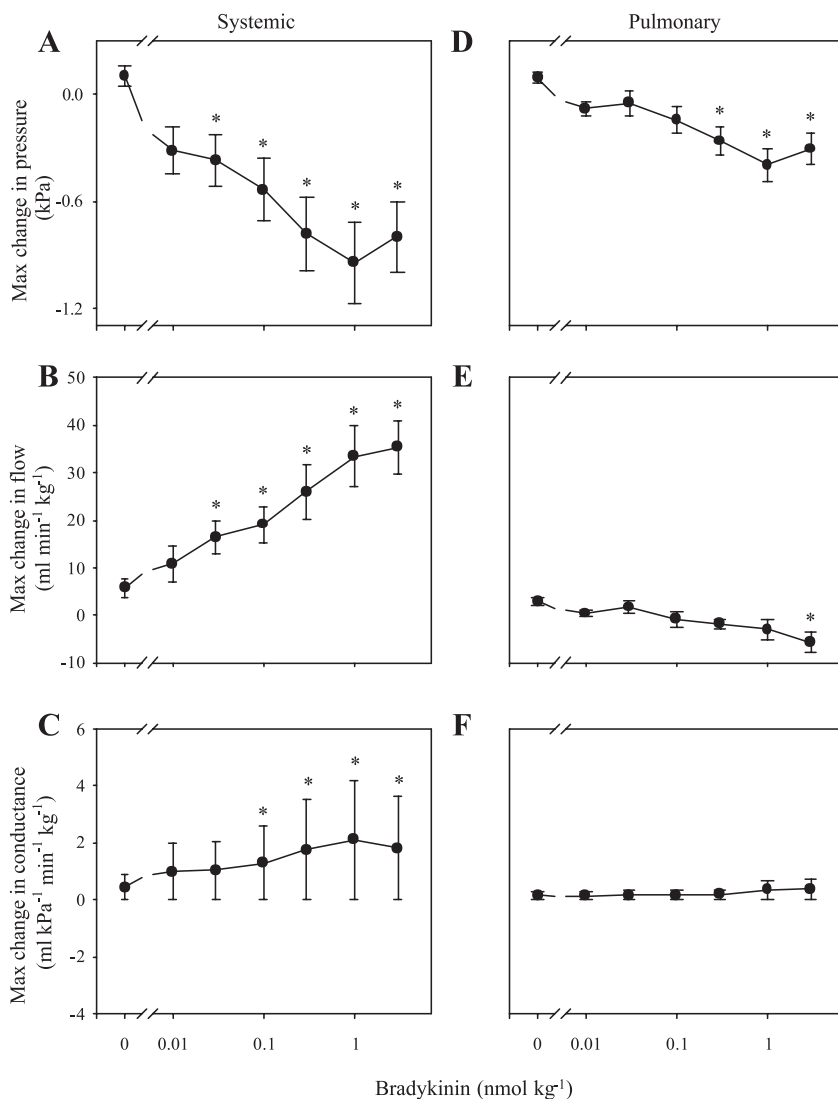 Systemic
Pulmonary
A
D
0.0
-0.6
-1.2
Max change in pressure
(kPa)
* * * * *
* * *
B
E
50
40
30
20
10
0
-10
Max change in flow
(ml min⁻¹ kg⁻¹)
* * * * *
*
C
F
6
4
2
0
-2
-4
Max change in conductance
(ml kPa⁻¹ min⁻¹ kg⁻¹)
* * * *
0 0.01 0.1 1
0 0.01 0.1 1
Bradykinin (nmol kg⁻¹)